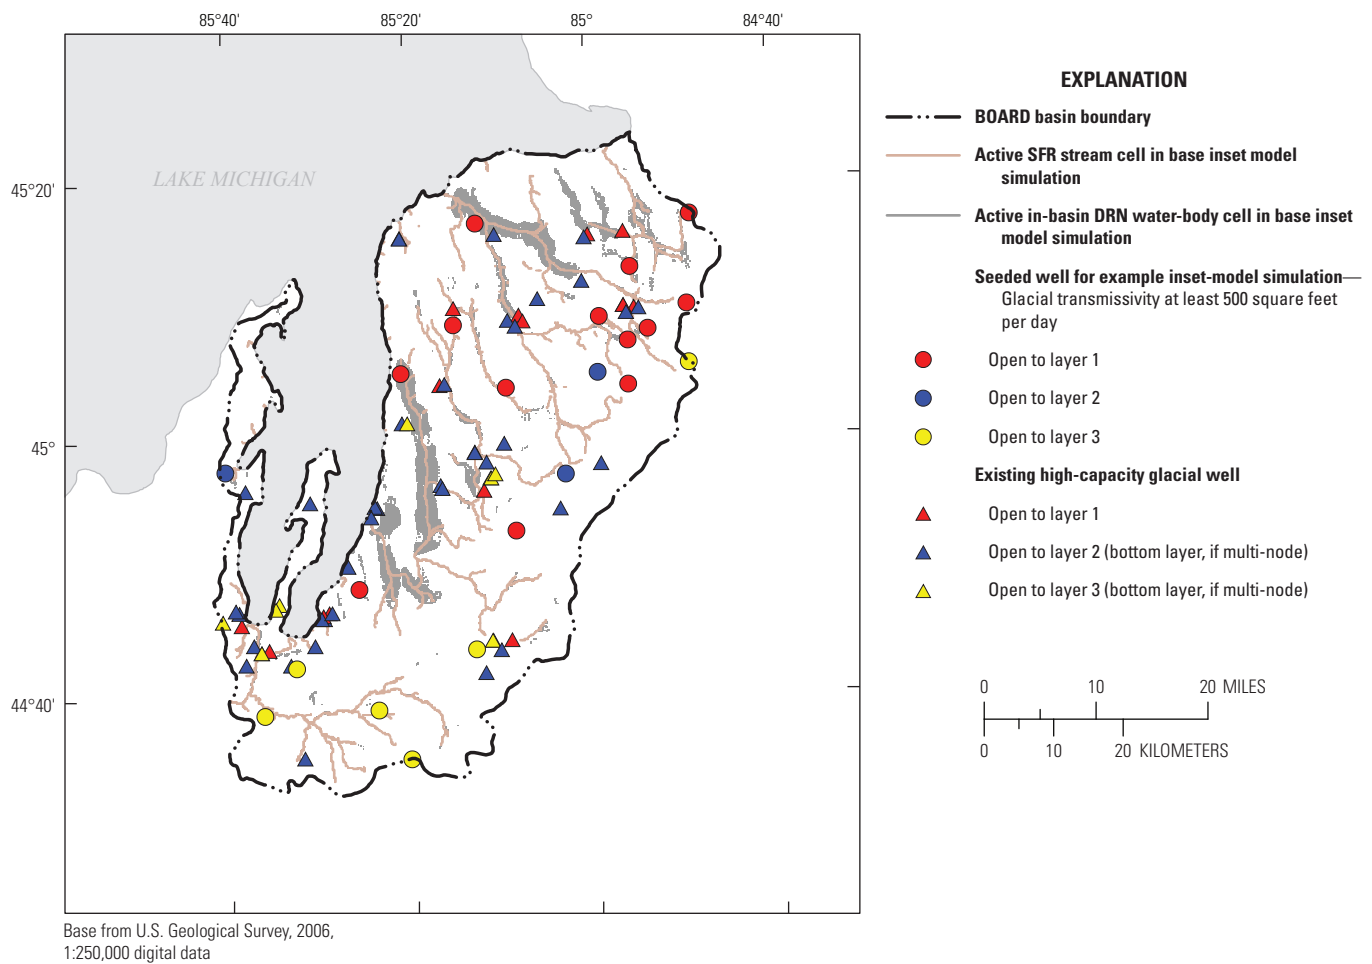 85°40'
85°20'
85°
84°40'
45°20'
45°
44°40'
LAKE MICHIGAN
EXPLANATION
BOARD basin boundary
Active SFR stream cell in base inset model
simulation
Active in-basin DRN water-body cell in base inset
model simulation
Seeded well for example inset-model simulation—
Glacial transmissivity at least 500 square feet
per day
Open to layer 1
Open to layer 2
Open to layer 3
Existing high-capacity glacial well
Open to layer 1
Open to layer 2 (bottom layer, if multi-node)
Open to layer 3 (bottom layer, if multi-node)
0 10 20 MILES
0 10 20 KILOMETERS
Base from U.S. Geological Survey, 2006,
1:250,000 digital data